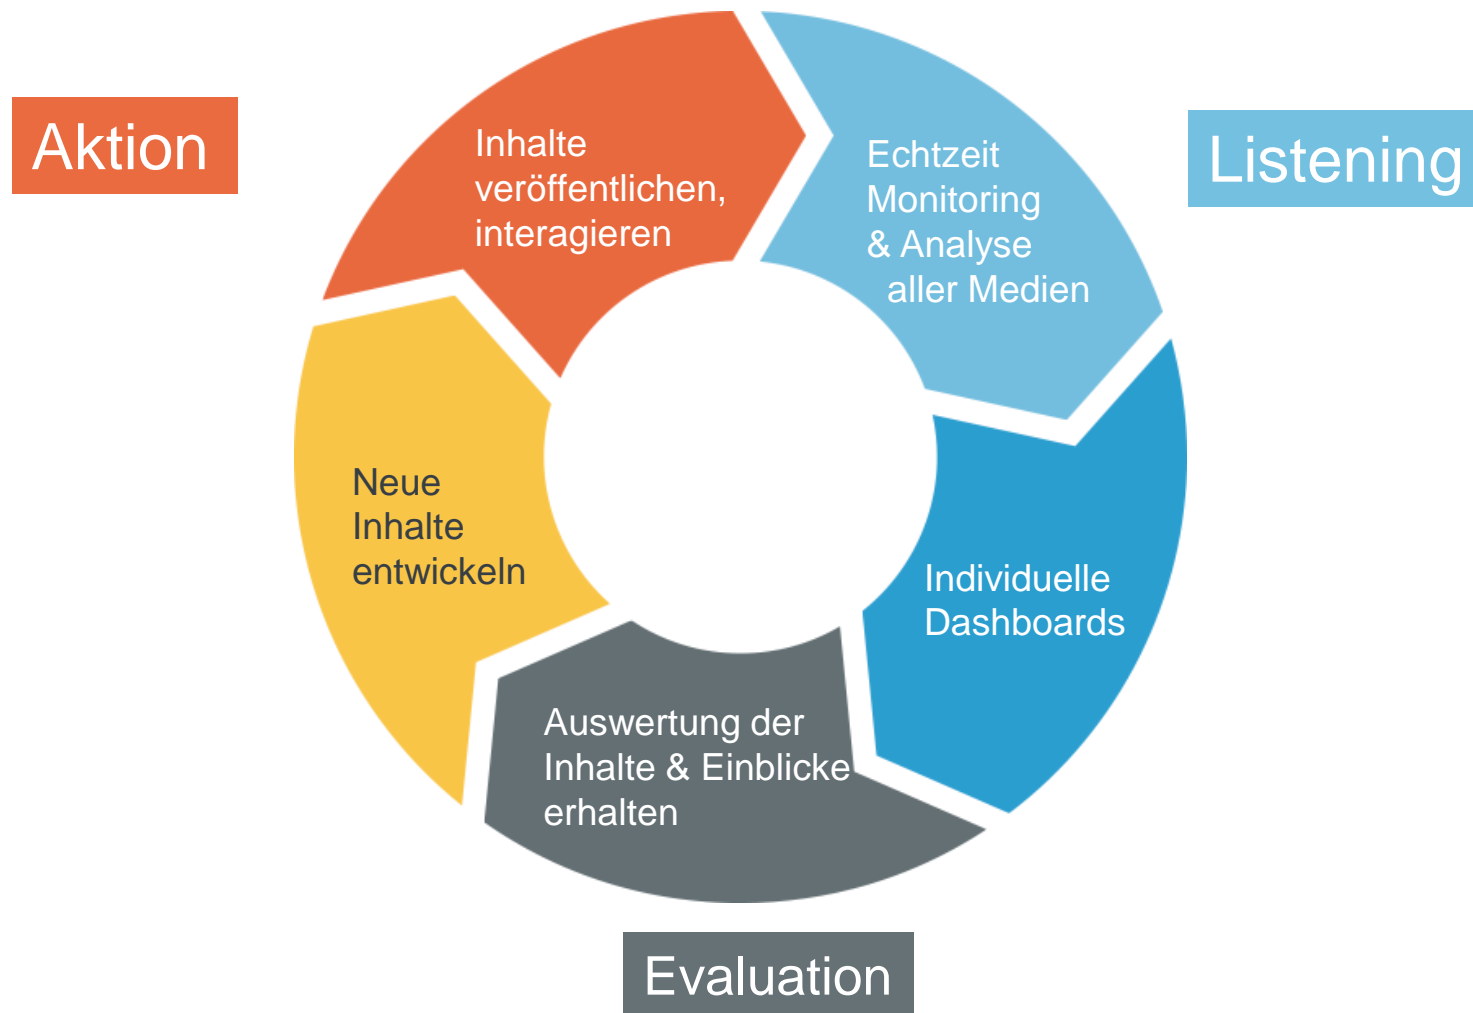 Aktion
Inhalte
veröffentlichen,
interagieren
Echtzeit
Monitoring
& Analyse
aller Medien
Listening
Neue
Inhalte
entwickeln
Individuelle
Dashboards
Auswertung der
Inhalte & Einblicke
erhalten
Evaluation